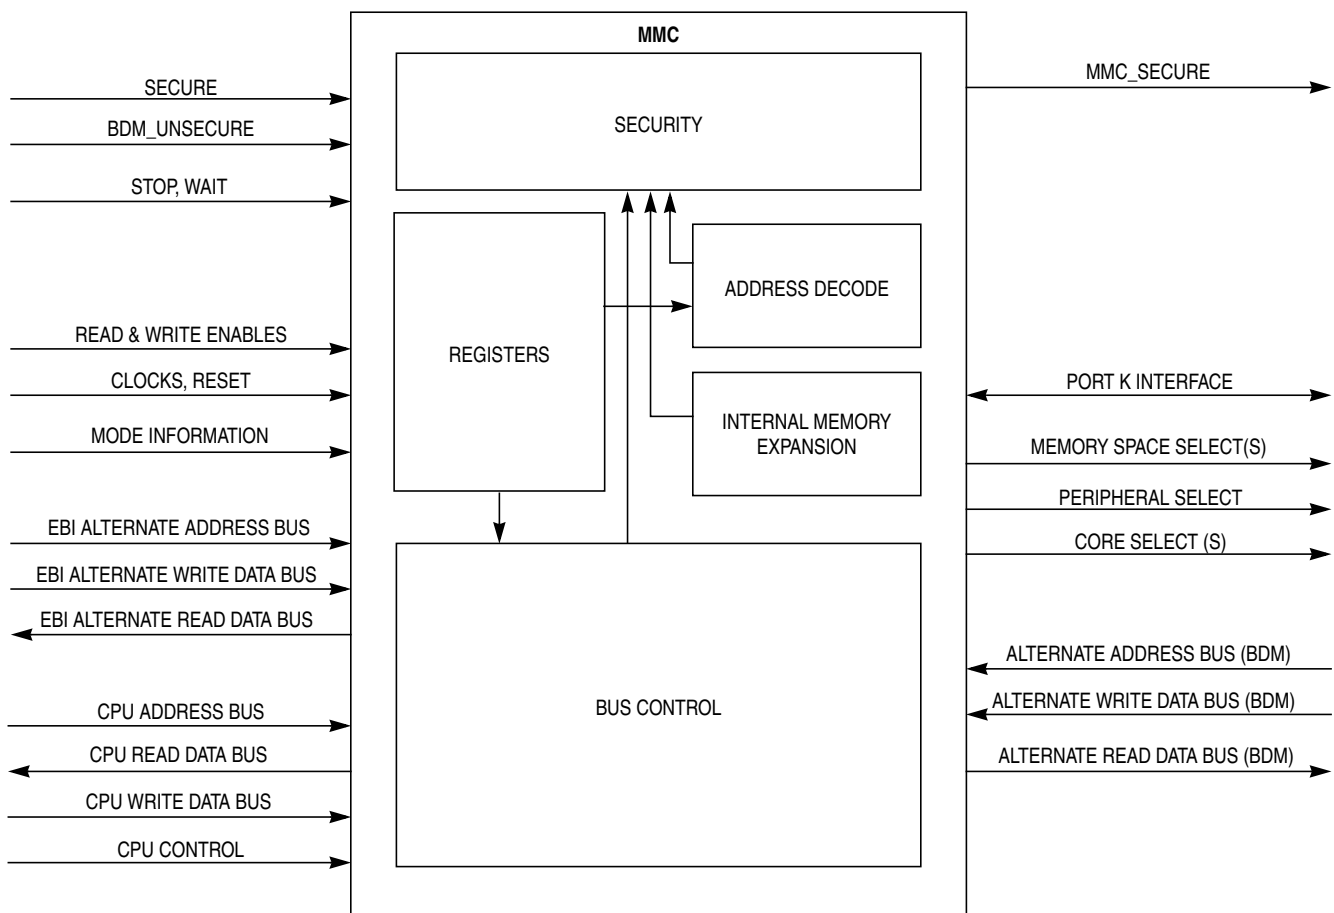 MMC
SECURE
BDM_UNSECURE
STOP, WAIT
READ & WRITE ENABLES
CLOCKS, RESET
MODE INFORMATION
EBI ALTERNATE ADDRESS BUS
EBI ALTERNATE WRITE DATA BUS
EBI ALTERNATE READ DATA BUS
CPU ADDRESS BUS
CPU READ DATA BUS
CPU WRITE DATA BUS
CPU CONTROL
SECURITY
REGISTERS
ADDRESS DECODE
INTERNAL MEMORY
EXPANSION
BUS CONTROL
MMC_SECURE
PORT K INTERFACE
MEMORY SPACE SELECT(S)
PERIPHERAL SELECT
CORE SELECT (S)
ALTERNATE ADDRESS BUS (BDM)
ALTERNATE WRITE DATA BUS (BDM)
ALTERNATE READ DATA BUS (BDM)